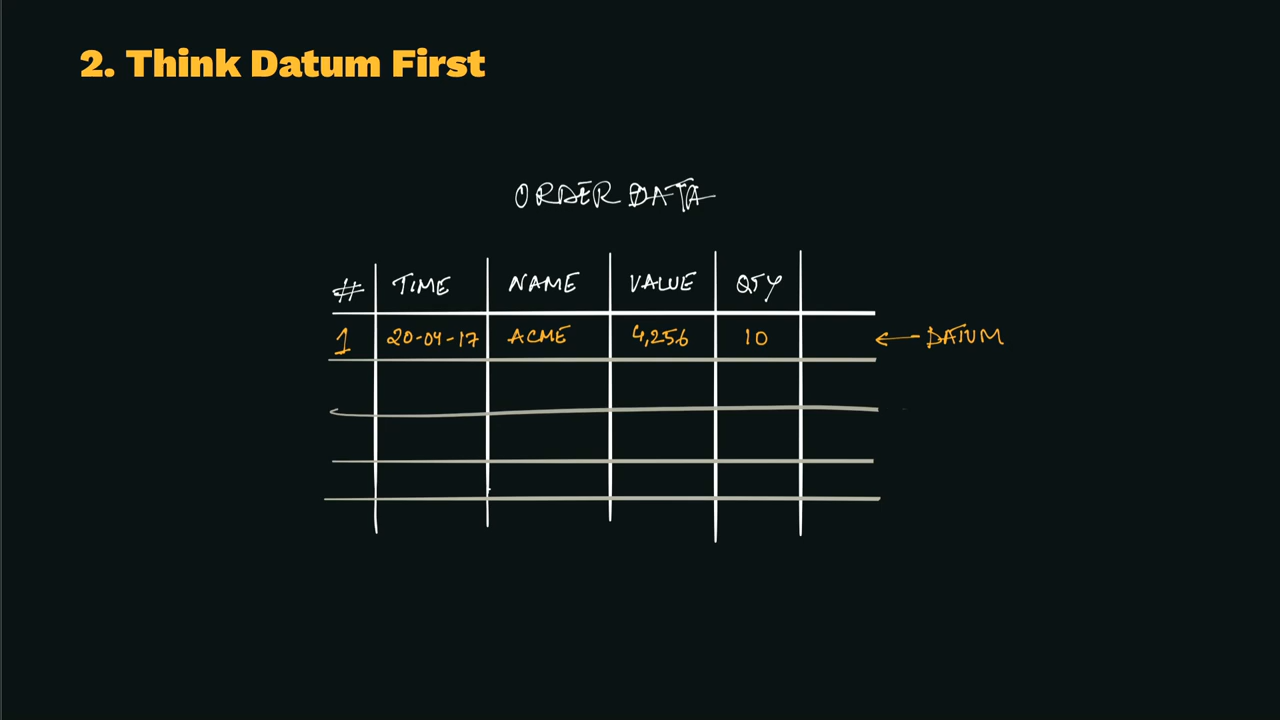 2. Think Datum First
ORDER DATA
# TIME NAME VALUE QTY
1 20-04-17 ACME 4,256 10 ← DATUM